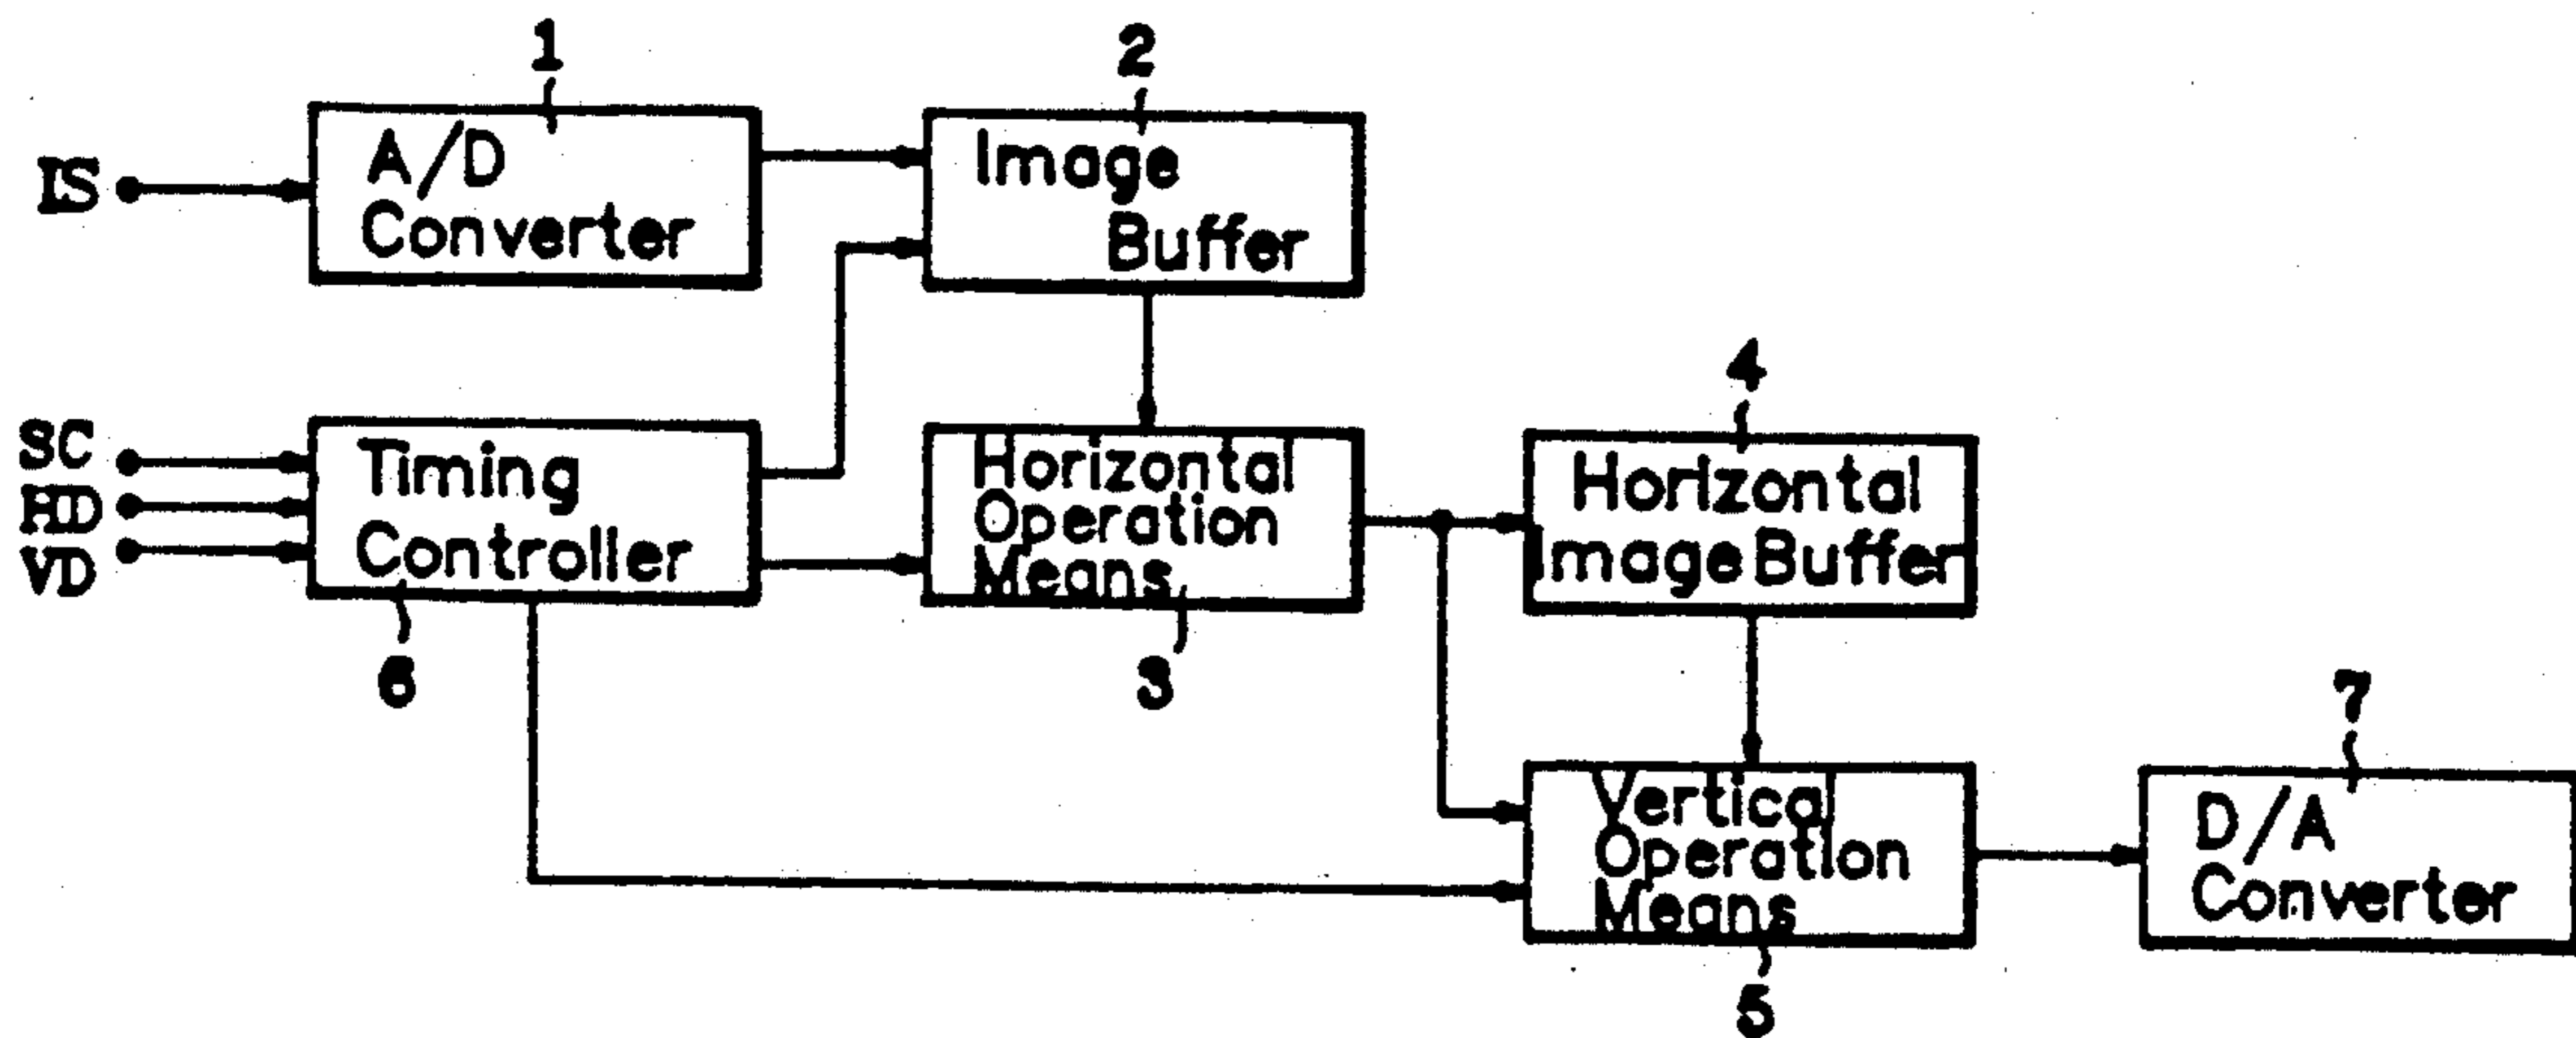 1
2
IS
A/D
Converter
Image
Buffer
4
SC
HD
VD
Timing
Controller
Horizontal
Operation
Means
Horizontal
Image Buffer
6
3
7
Vertical
Operation
Means
D/A
Converter
5